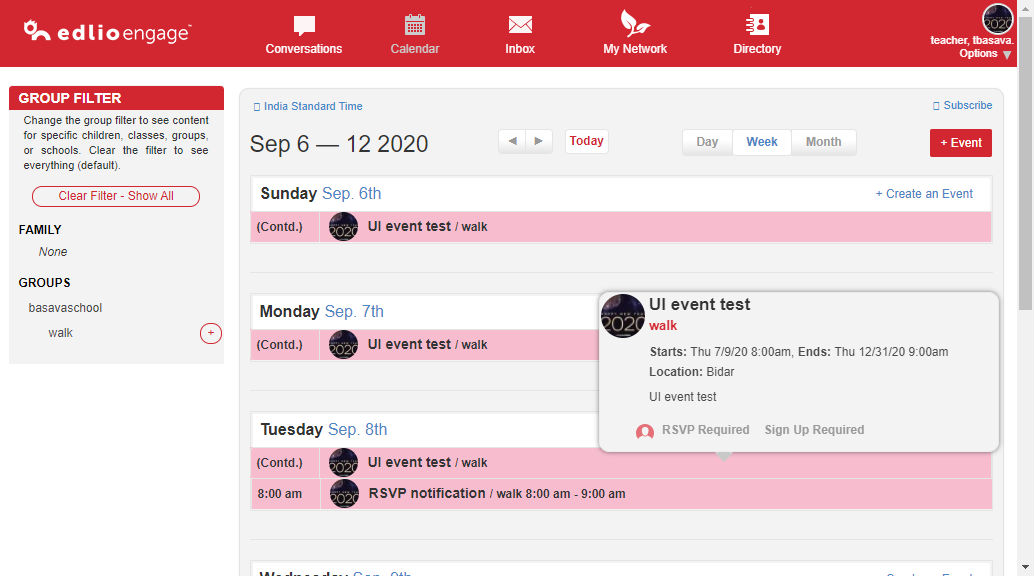 edlio engage
Conversations
Calendar
Inbox
My Network
Directory
teacher, tbasava.
Options ▼
GROUP FILTER
Change the group filter to see content
for specific children, classes, groups,
or schools. Clear the filter to see
everything (default).
Clear Filter - Show All
FAMILY
None
GROUPS
basavaschool
walk
+
India Standard Time
Subscribe
Sep 6 — 12 2020
◀ ▶
Today
Day Week Month
+ Event
Sunday Sep. 6th
+ Create an Event
(Contd.) 2020 UI event test / walk
Monday Sep. 7th
(Contd.) 2020 UI event test / walk
2020 UI event test
walk
Starts: Thu 7/9/20 8:00am, Ends: Thu 12/31/20 9:00am
Location: Bidar
UI event test
RSVP Required Sign Up Required
Tuesday Sep. 8th
(Contd.) 2020 UI event test / walk
8:00 am 2020 RSVP notification / walk 8:00 am - 9:00 am
Wednesday Sep. 9th